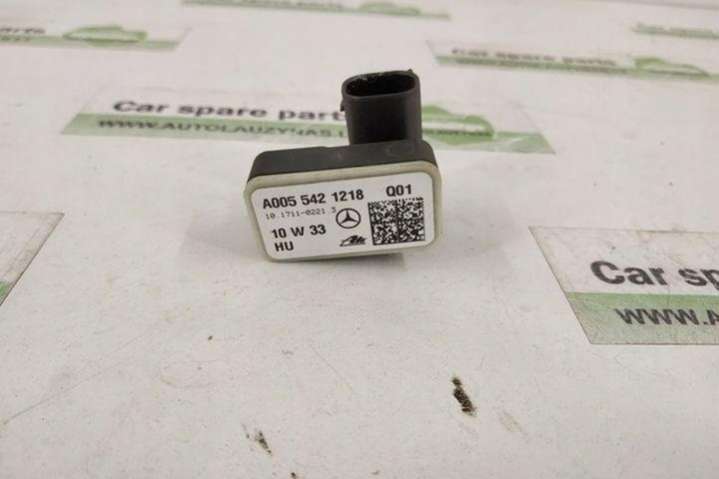 Car spare parts
WWW.AUTOLAUZYNAS.
A005 542 1218 Q01
10.1711-0221.3
10 W 33
HU
Ate
Car spa
WWW.A